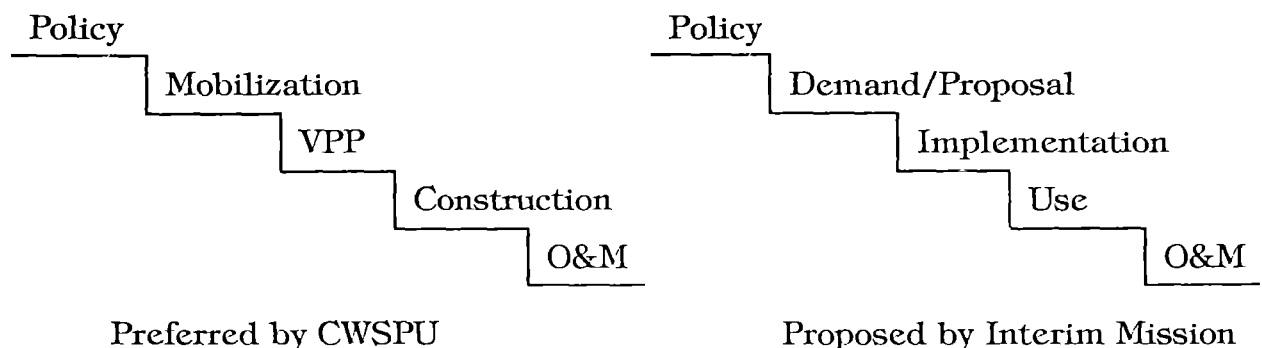 Policy
Mobilization
VPP
Construction
O&M
Preferred by CWSPU
Policy
Demand/Proposal
Implementation
Use
O&M
Proposed by Interim Mission